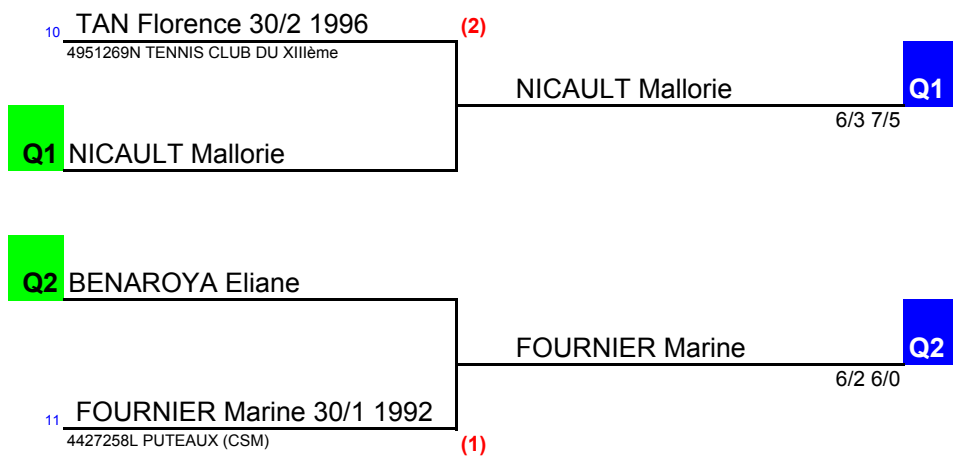 10 TAN Florence 30/2 1996 (2)
4951269N TENNIS CLUB DU XIIIème
NICAULT Mallorie Q1
6/3 7/5
Q1 NICAULT Mallorie
Q2 BENAROYA Eliane
FOURNIER Marine Q2
6/2 6/0
11 FOURNIER Marine 30/1 1992
4427258L PUTEAUX (CSM) (1)